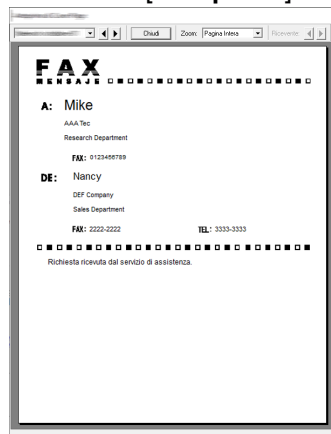 Chiudi Zoom: Pagina Intera Riceverse:
FAX
MENSAJE
A: Mike
AAA Tec
Research Department
FAX: 0123456789
DE: Nancy
DEF Company
Sales Department
FAX: 2222-2222 TEL: 3333-3333
Richiesta ricevuta dal servizio di assistenza.